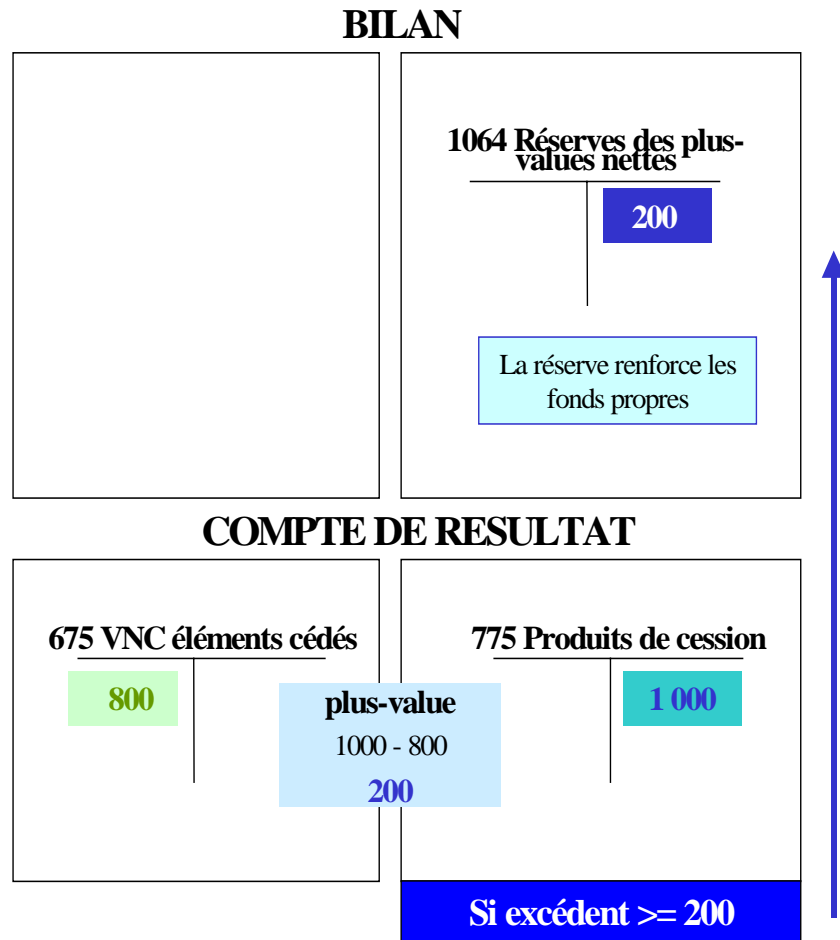 BILAN
1064 Réserves des plus-
values nettes
200
La réserve renforce les
fonds propres
COMPTE DE RESULTAT
675 VNC éléments cédés
775 Produits de cession
800
plus-value
1 000
1000 - 800
200
Si excédent >= 200